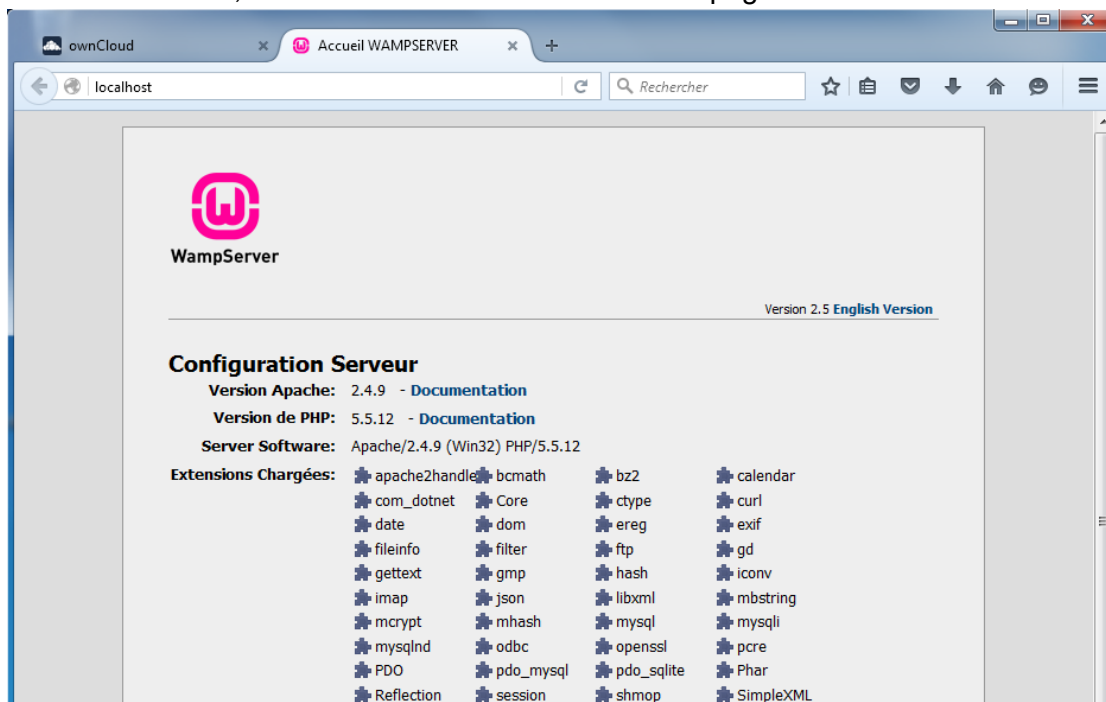 ownCloud
Accueil WAMPSERVER
localhost
Rechercher
WampServer
Version 2.5 English Version
Configuration Serveur
Version Apache: 2.4.9 - Documentation
Version de PHP: 5.5.12 - Documentation
Server Software: Apache/2.4.9 (Win32) PHP/5.5.12
Extensions Chargées: apache2handle bcmath bz2 calendar
com_dotnet Core ctype curl
date dom ereg exif
fileinfo filter ftp gd
gettext gmp hash iconv
imap json libxml mbstring
mcrypt mhash mysql mysqli
mysqlnd odbc openssl pcre
PDO pdo_mysql pdo_sqlite Phar
Reflection session shmop SimpleXML